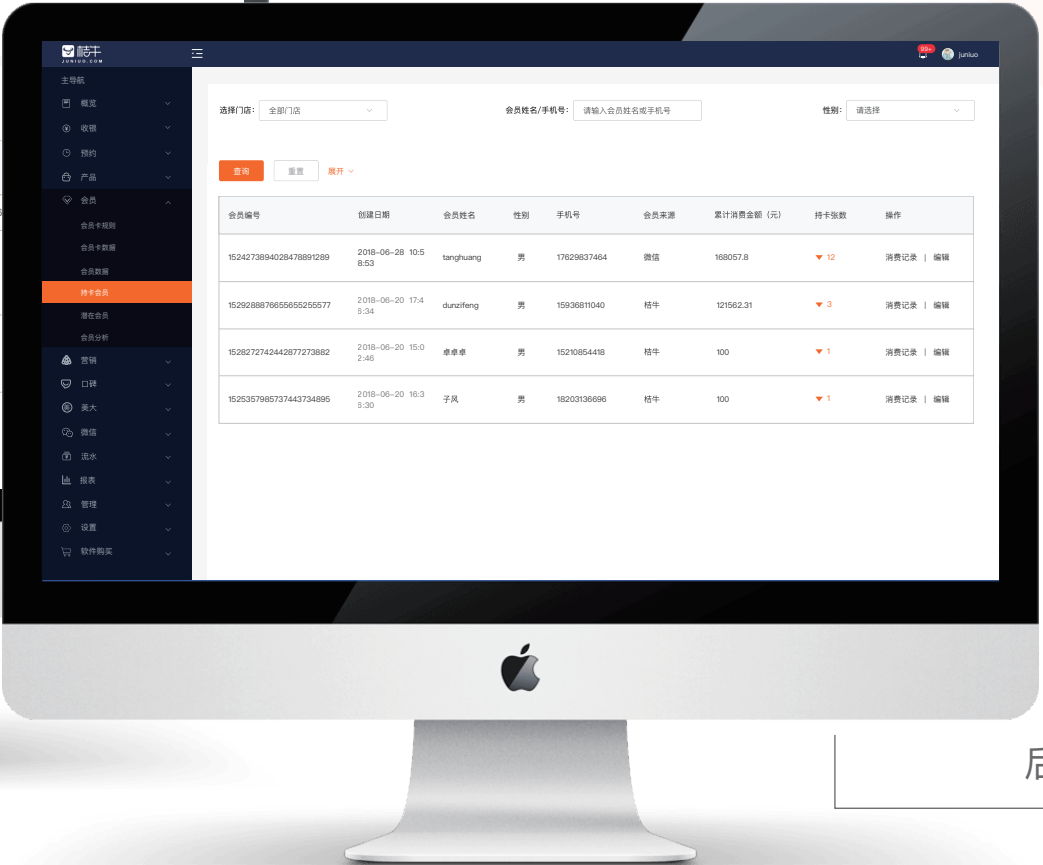 桔牛
JUNIUO.COM
99+
juniuo
主导航
概览
收银
预约
产品
会员
会员卡规则
会员卡数据
会员数据
持卡会员
潜在会员
会员分析
营销
口碑
美大
微信
流水
报表
管理
设置
软件购买
选择门店: 全部门店 会员姓名/手机号: 请输入会员姓名或手机号 性别: 请选择
查询 重置 展开
会员编号 创建日期 会员姓名 性别 手机号 会员来源 累计消费金额(元) 持卡张数 操作
1524273894028478891289 2018-06-28 10:5 tanghuang 男 17629837464 微信 168057.8 ▼ 12 消费记录 | 编辑
8:53
1529288876655655255577 2018-06-20 17:4 dunzifeng 男 15936811040 桔牛 121562.31 ▼ 3 消费记录 | 编辑
:34
1528272742442877273882 2018-06-20 15:0 卓卓卓 男 15210854418 桔牛 100 ▼ 1 消费记录 | 编辑
2:46
1525357985737443734895 2018-06-20 16:3 子风 男 18203136696 桔牛 100 ▼ 1 消费记录 | 编辑
:30
后